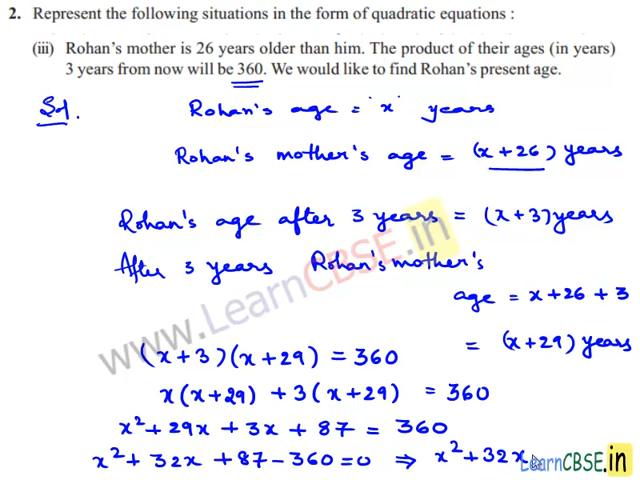 2. Represent the following situations in the form of quadratic equations :
(iii) Rohan's mother is 26 years older than him. The product of their ages (in years)
3 years from now will be 360. We would like to find Rohan's present age.
Sol. Rohan's age = 'x' years
Rohan's mother's age = (x+26) years
Rohan's age after 3 years = (x+3) years
After 3 years Rohan's mother's
age = x+26+3
= (x+29) years
(x+3)(x+29) = 360
x(x+29) + 3(x+29) = 360
x² + 29x + 3x + 87 = 360
x² + 32x + 87 - 360 = 0 ⇒ x² + 32x
www.LearnCBSE.in
LearnCBSE.in